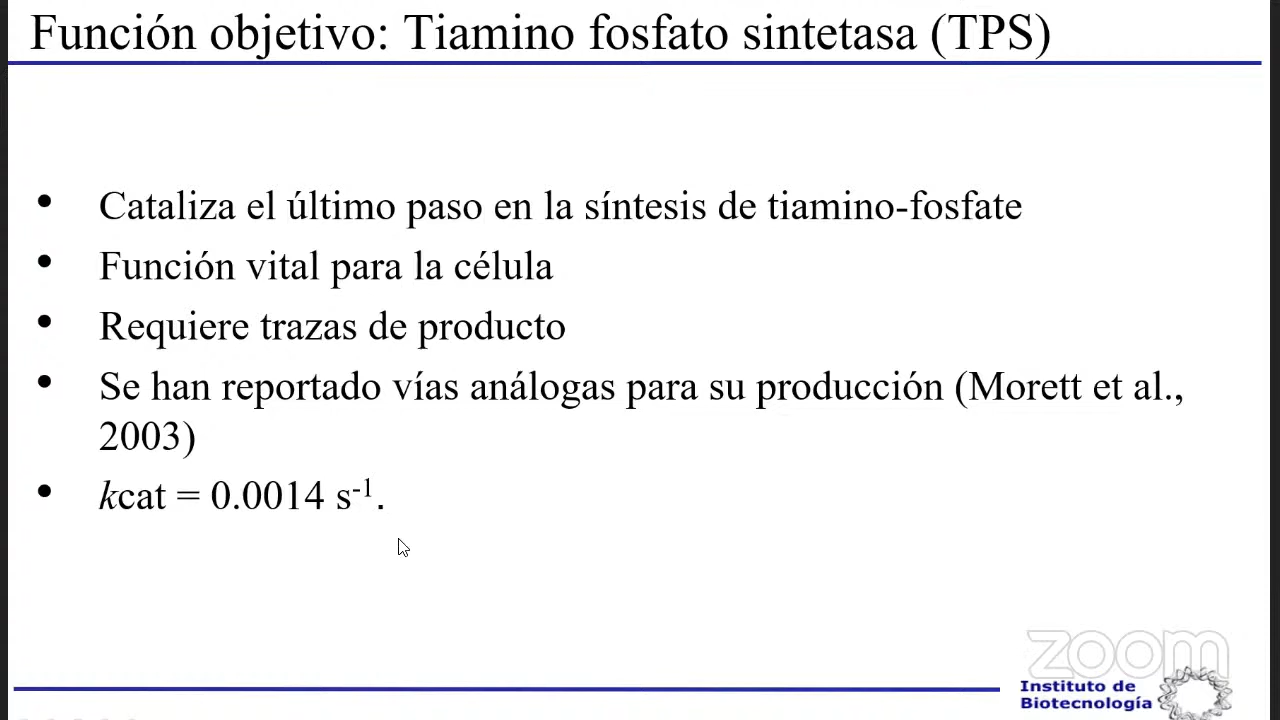 Función objetivo: Tiamino fosfato sintetasa (TPS)
• Cataliza el último paso en la síntesis de tiamino-fosfate
• Función vital para la célula
• Requiere trazas de producto
• Se han reportado vías análogas para su producción (Morett et al.,
2003)
• kcat = 0.0014 s⁻¹.
zoom
Instituto de
Biotecnología